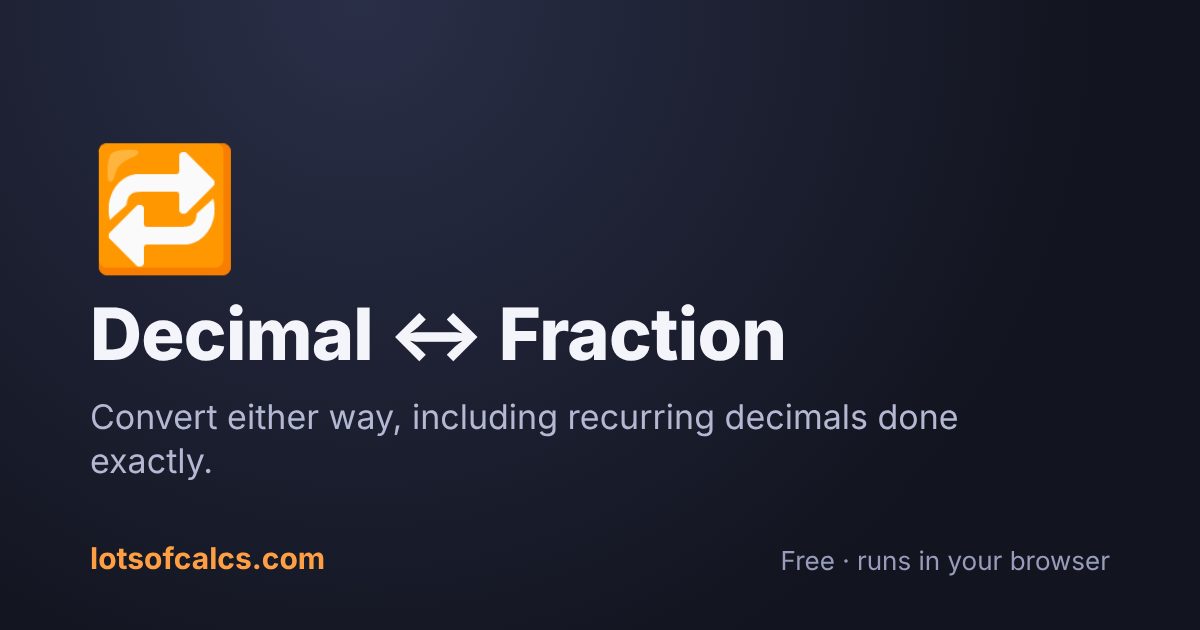 Decimal ↔ Fraction
Convert either way, including recurring decimals done
exactly.
lotsofcalcs.com
Free · runs in your browser